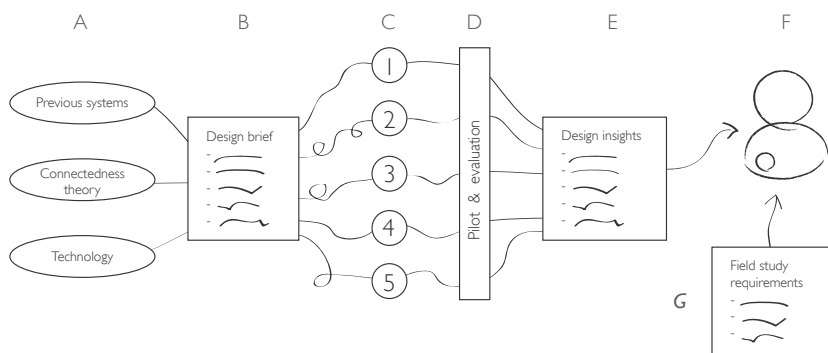 A B C D E F
Previous systems
Connectedness
theory
Technology
Design brief
1
2
3
4
5
Pilot & evaluation
Design insights
G
Field study
requirements